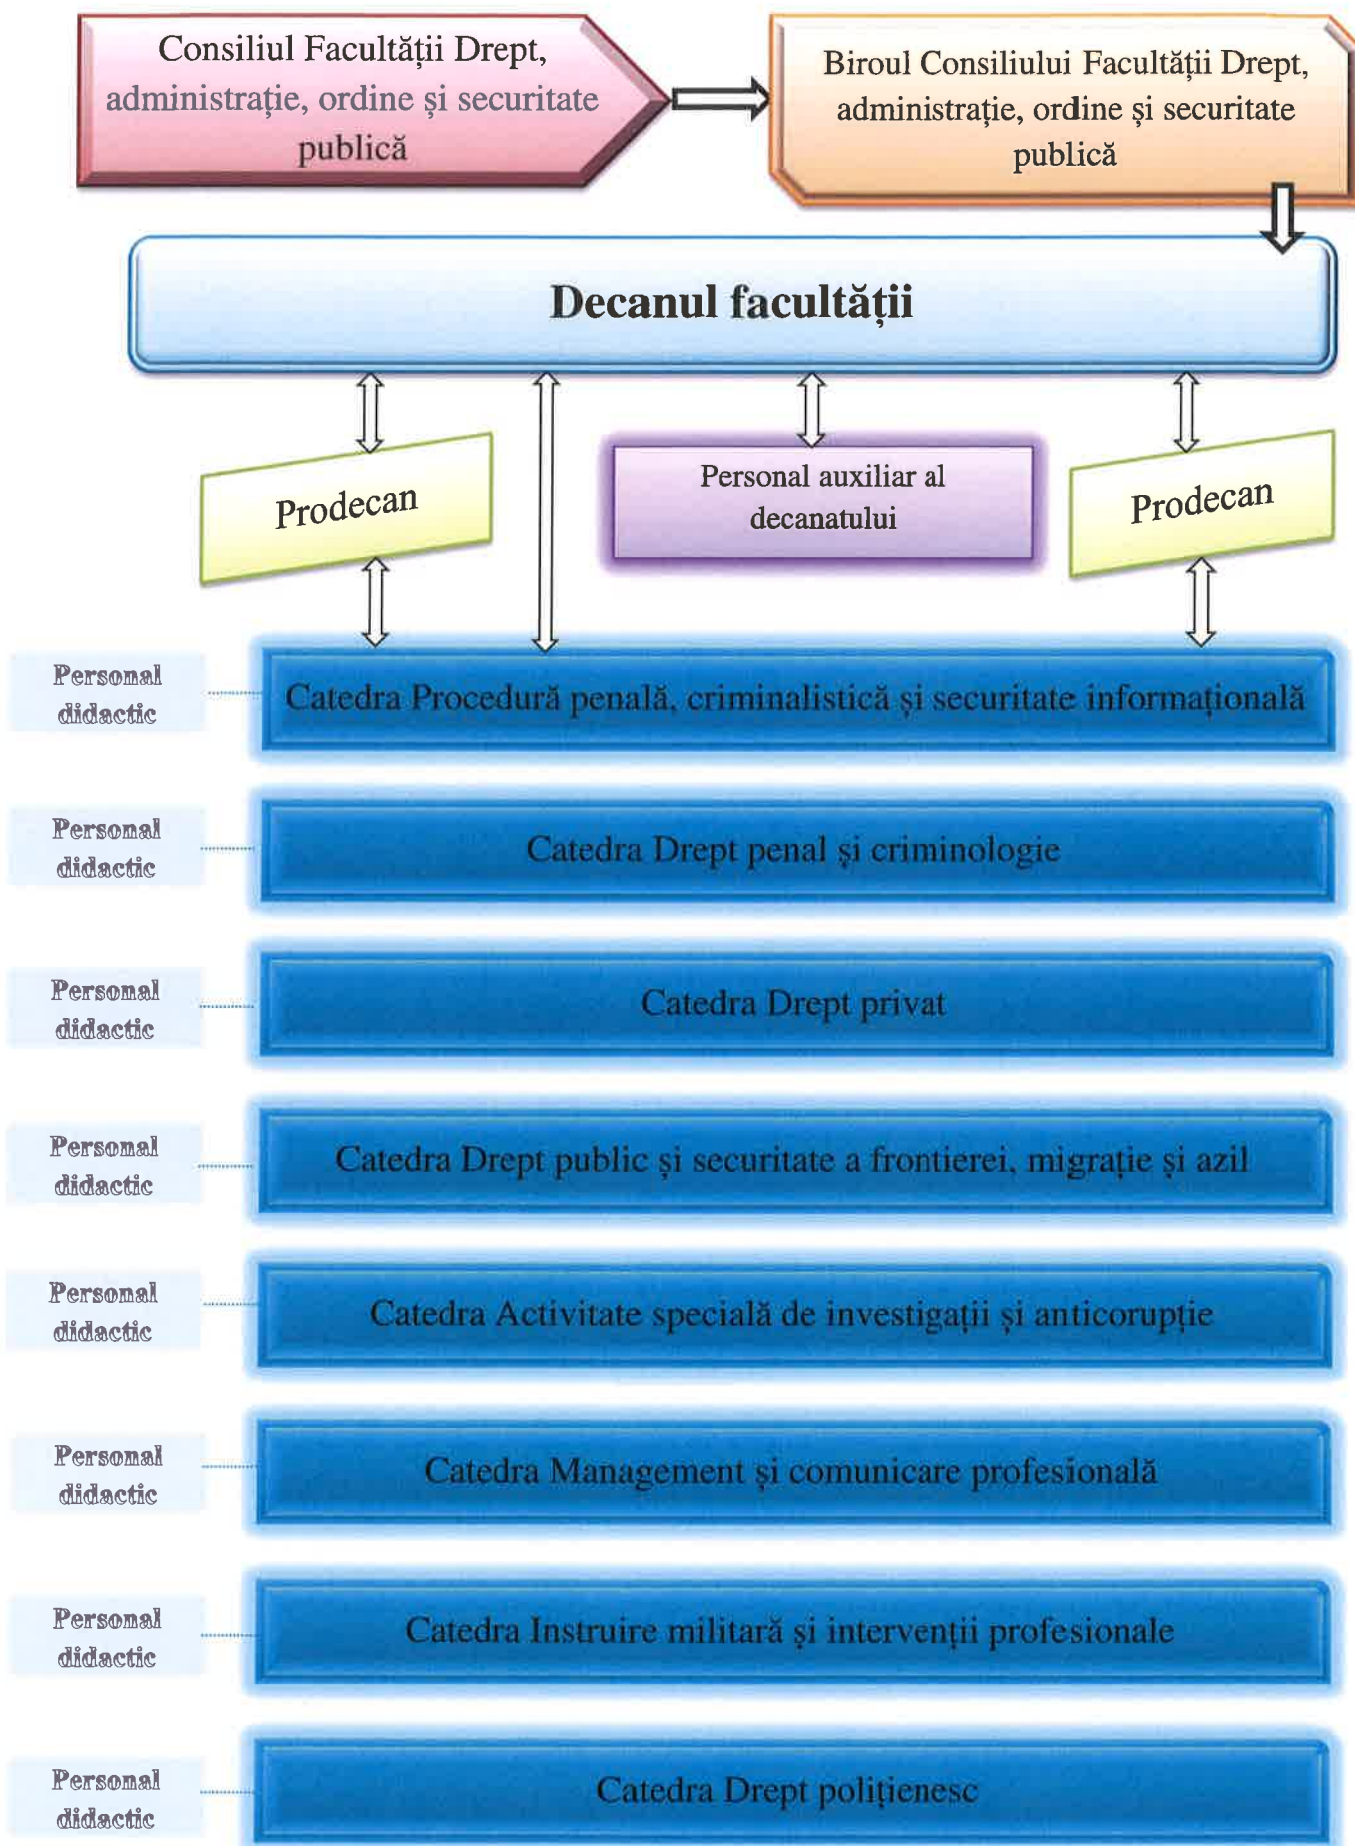 Consiliul Facultății Drept,
administrație, ordine și securitate
publică
Biroul Consiliului Facultății Drept,
administrație, ordine și securitate
publică
Decanul facultății
Prodecan
Personal auxiliar al
decanatului
Prodecan
Personal
didactic
Catedra Procedură penală, criminalistică și securitate informațională
Personal
didactic
Catedra Drept penal și criminologie
Personal
didactic
Catedra Drept privat
Personal
didactic
Catedra Drept public și securitate a frontierei, migrație și azil
Personal
didactic
Catedra Activitate specială de investigații și anticorupție
Personal
didactic
Catedra Management și comunicare profesională
Personal
didactic
Catedra Instruire militară și intervenții profesionale
Personal
didactic
Catedra Drept polițienesc